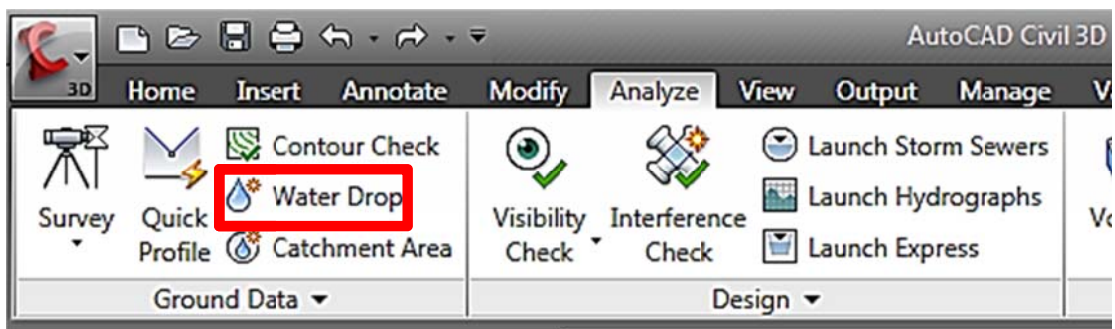 AutoCAD Civil 3D
3D
Home Insert Annotate Modify Analyze View Output Manage
Survey
Quick Profile
Contour Check
Water Drop
Catchment Area
Visibility Check
Interference Check
Launch Storm Sewers
Launch Hydrographs
Launch Express
Ground Data
Design